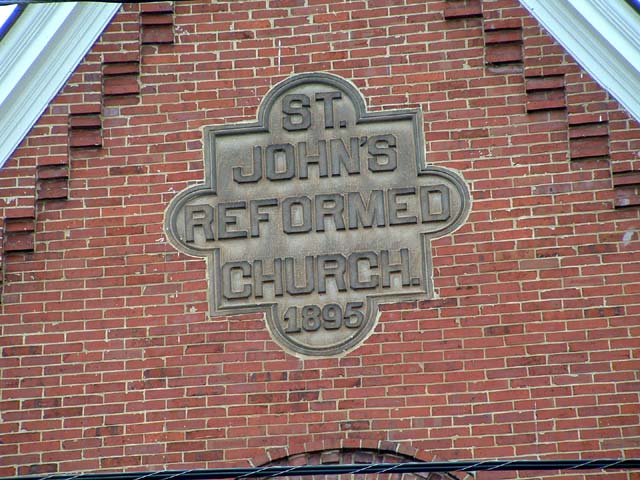 ST.
JOHN'S
REFORMED
CHURCH.
1895